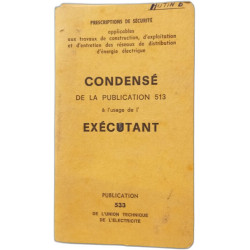 PRESCRIPTIONS DE SÉCURITÉ
applicables
aux travaux de construction, d'exploitation
et d'entretien des réseaux de distribution
d'énergie électrique
CONDENSÉ
DE LA PUBLICATION 513
à l'usage de l'
EXÉCUTANT
PUBLICATION
533
DE L'UNION TECHNIQUE
DE L'ÉLECTRICITÉ